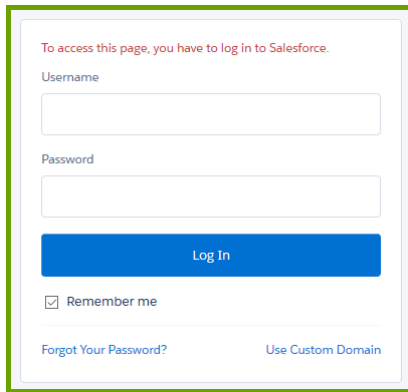 To access this page, you have to log in to Salesforce.
Username
Password
Log In
Remember me
Forgot Your Password? Use Custom Domain